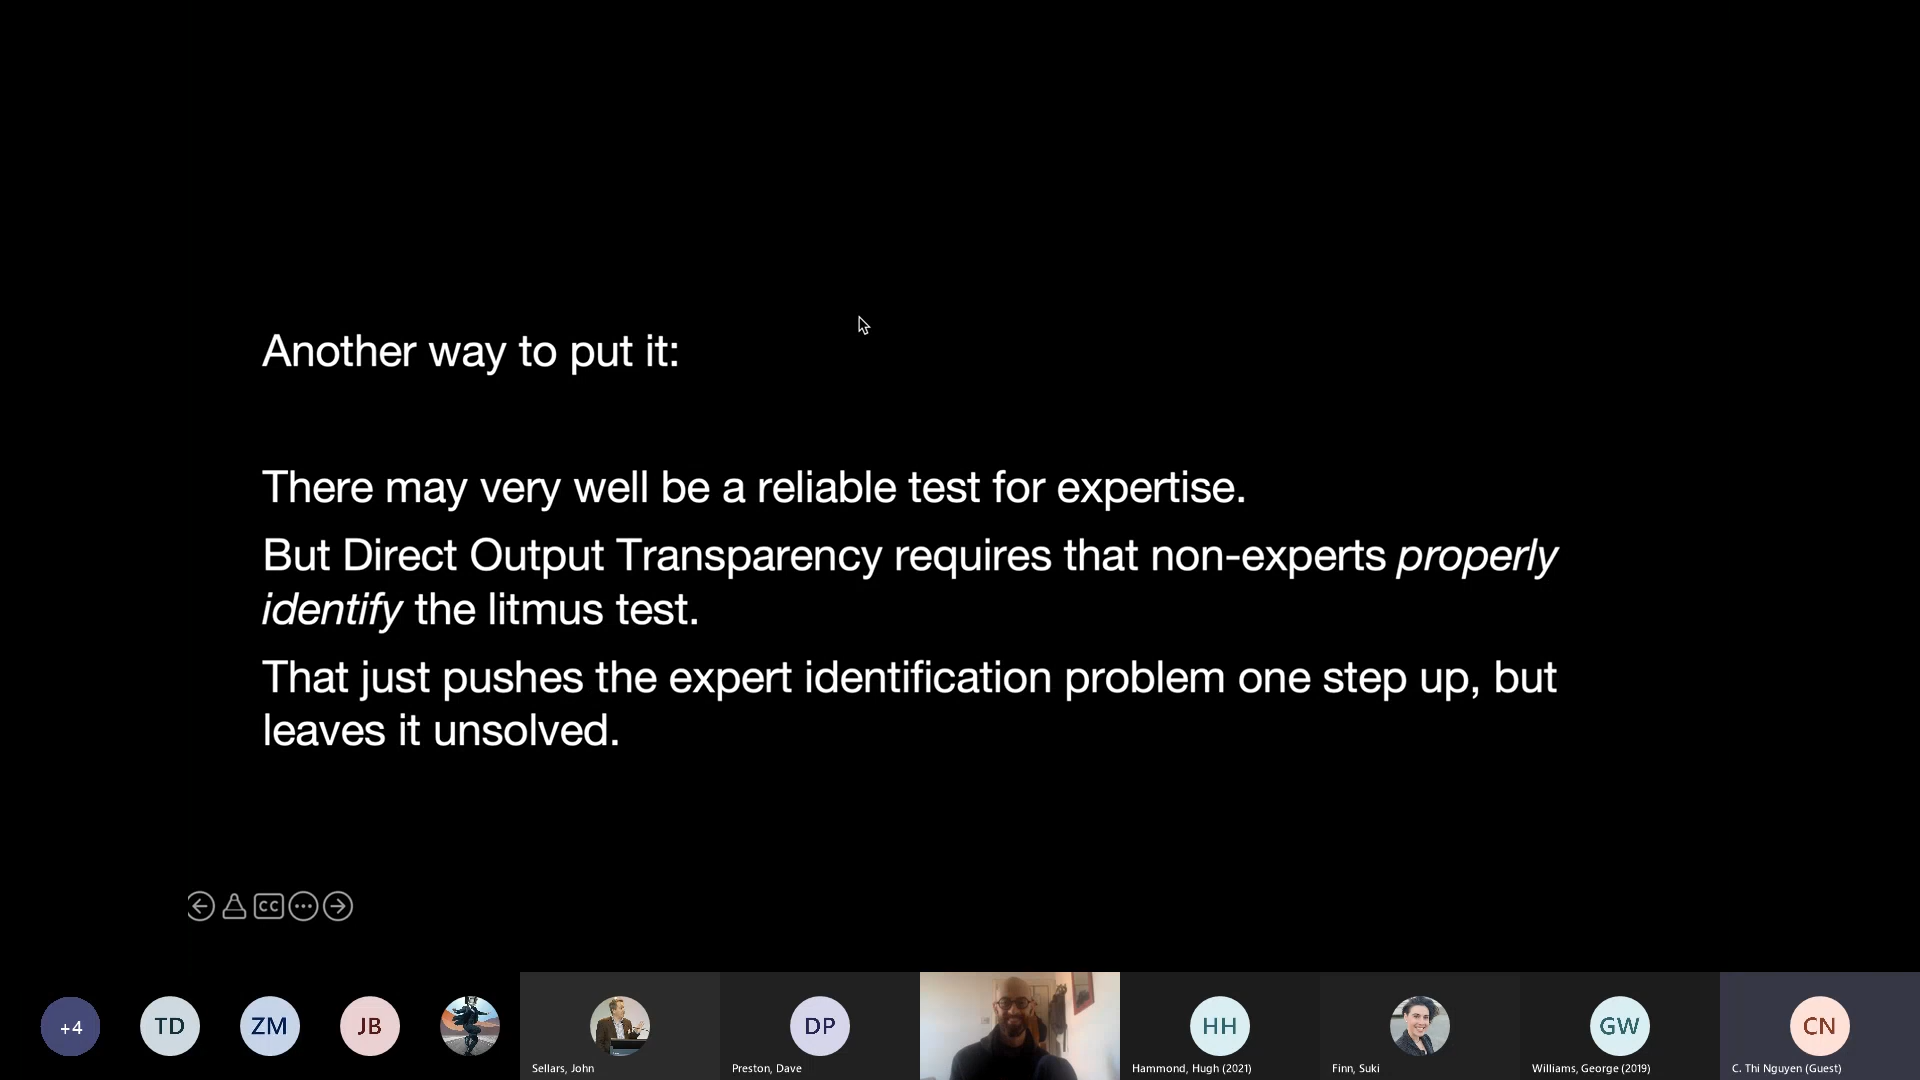 Another way to put it:
There may very well be a reliable test for expertise.
But Direct Output Transparency requires that non-experts properly
identify the litmus test.
That just pushes the expert identification problem one step up, but
leaves it unsolved.
CC
+4
TD
ZM
JB
DP
HH
GW
CN
Sellars, John
Preston, Dave
Hammond, Hugh (2021)
Finn, Suki
Williams, George (2019)
C. Thi Nguyen (Guest)